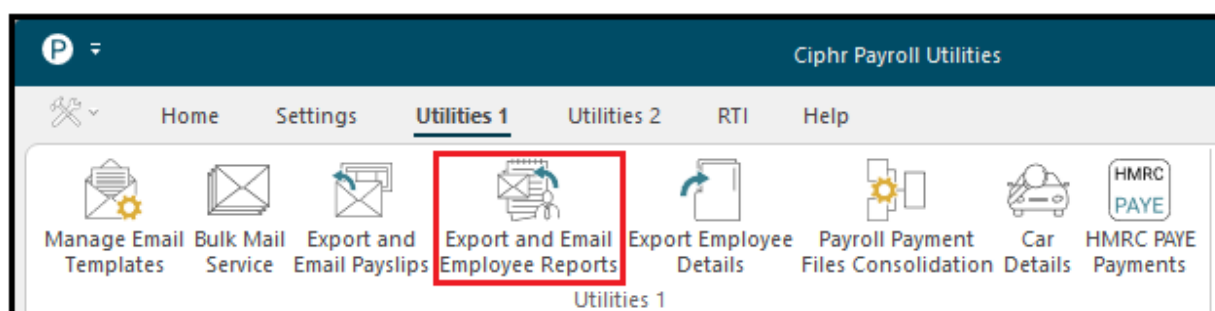 P
Ciphr Payroll Utilities
Home Settings Utilities 1 Utilities 2 RTI Help
HMRC
PAYE
Manage Email Bulk Mail Export and Export and Email Export Employee Payroll Payment Car HMRC PAYE
Templates Service Email Payslips Employee Reports Details Files Consolidation Details Payments
Utilities 1